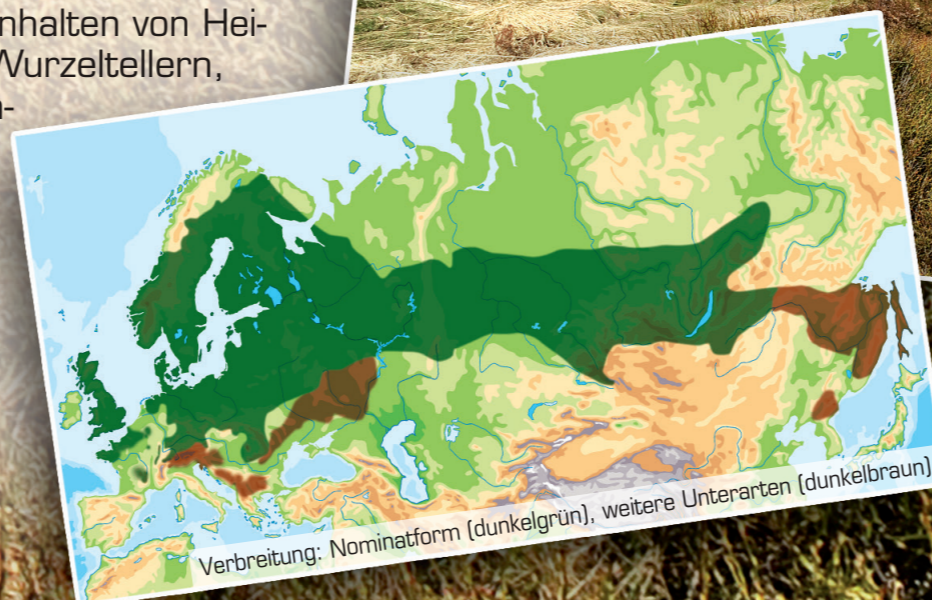 nhalten von Hei-
Wurzeltellern,
Verbreitung: Nominatform (dunkelgrün), weitere Unterarten (dunkelbraun)